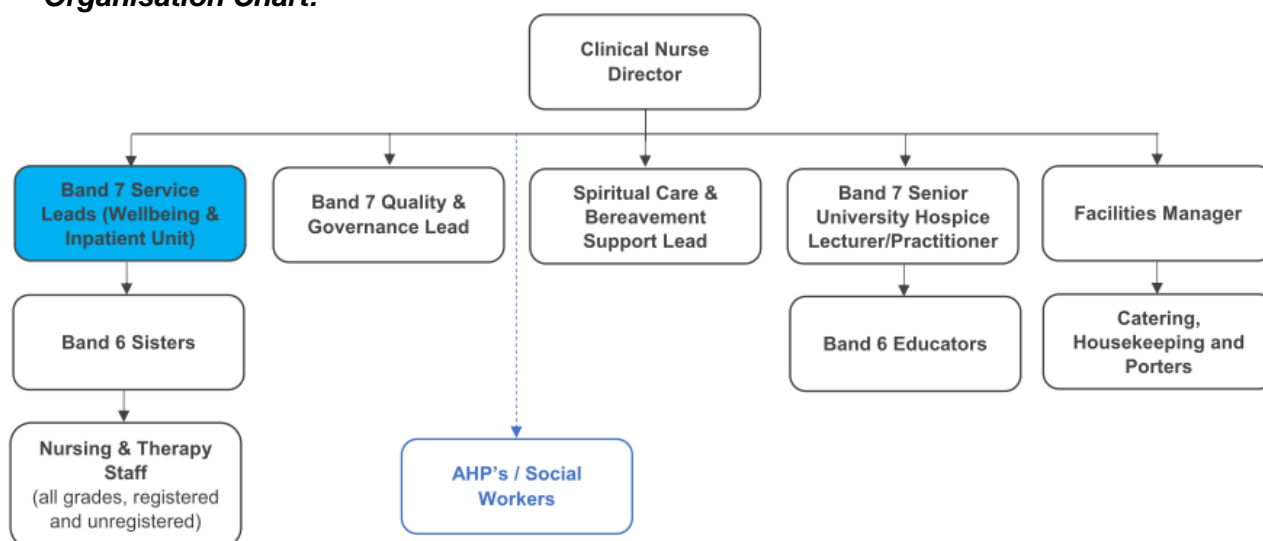 Organisation Chart:
Clinical Nurse
Director
Band 7 Service
Leads (Wellbeing &
Inpatient Unit)
Band 7 Quality &
Governance Lead
Spiritual Care &
Bereavement
Support Lead
Band 7 Senior
University Hospice
Lecturer/Practitioner
Facilities Manager
Band 6 Sisters
Band 6 Educators
Catering,
Housekeeping and
Porters
Nursing & Therapy
Staff
(all grades, registered
and unregistered)
AHP's / Social
Workers